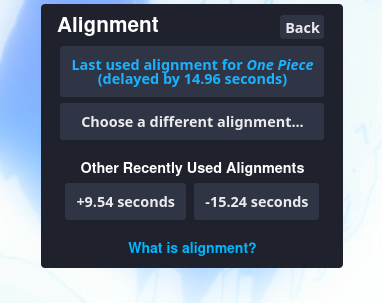 Alignment
Back
Last used alignment for One Piece
(delayed by 14.96 seconds)
Choose a different alignment...
Other Recently Used Alignments
+9.54 seconds
-15.24 seconds
What is alignment?